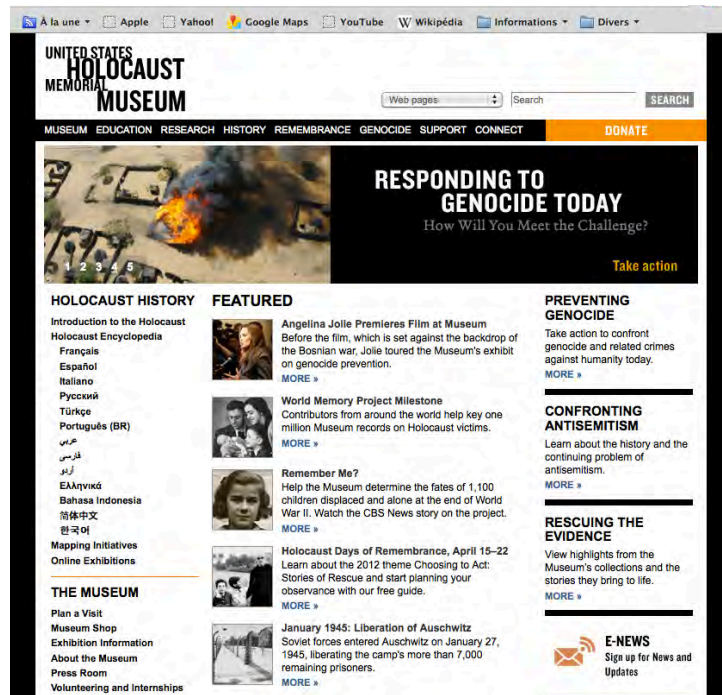 À la une ▾ Apple Yahoo! Google Maps YouTube Wikipédia Informations ▾ Divers ▾
UNITED STATES
HOLOCAUST
MEMORIAL
MUSEUM
Web pages Search SEARCH
MUSEUM EDUCATION RESEARCH HISTORY REMEMBRANCE GENOCIDE SUPPORT CONNECT DONATE
RESPONDING TO
GENOCIDE TODAY
How Will You Meet the Challenge?
1 2 3 4 5
Take action
HOLOCAUST HISTORY
Introduction to the Holocaust
Holocaust Encyclopedia
Français
Español
Italiano
Русский
Türkçe
Português (BR)
عربي
فارسی
اُردو
Ελληνικά
Bahasa Indonesia
简体中文
한국어
Mapping Initiatives
Online Exhibitions
THE MUSEUM
Plan a Visit
Museum Shop
Exhibition Information
About the Museum
Press Room
Volunteering and Internships
FEATURED
Angelina Jolie Premieres Film at Museum
Before the film, which is set against the backdrop of
the Bosnian war, Jolie toured the Museum's exhibit
on genocide prevention.
MORE »
World Memory Project Milestone
Contributors from around the world help key one
million Museum records on Holocaust victims.
MORE »
Remember Me?
Help the Museum determine the fates of 1,100
children displaced and alone at the end of World
War II. Watch the CBS News story on the project.
MORE »
Holocaust Days of Remembrance, April 15–22
Learn about the 2012 theme Choosing to Act:
Stories of Rescue and start planning your
observance with our free guide.
MORE »
January 1945: Liberation of Auschwitz
Soviet forces entered Auschwitz on January 27,
1945, liberating the camp's more than 7,000
remaining prisoners.
MORE »
PREVENTING
GENOCIDE
Take action to confront
genocide and related crimes
against humanity today.
MORE »
CONFRONTING
ANTISEMITISM
Learn about the history and the
continuing problem of
antisemitism.
MORE »
RESCUING THE
EVIDENCE
View highlights from the
Museum's collections and the
stories they bring to life.
MORE »
E-NEWS
Sign up for News and
Updates